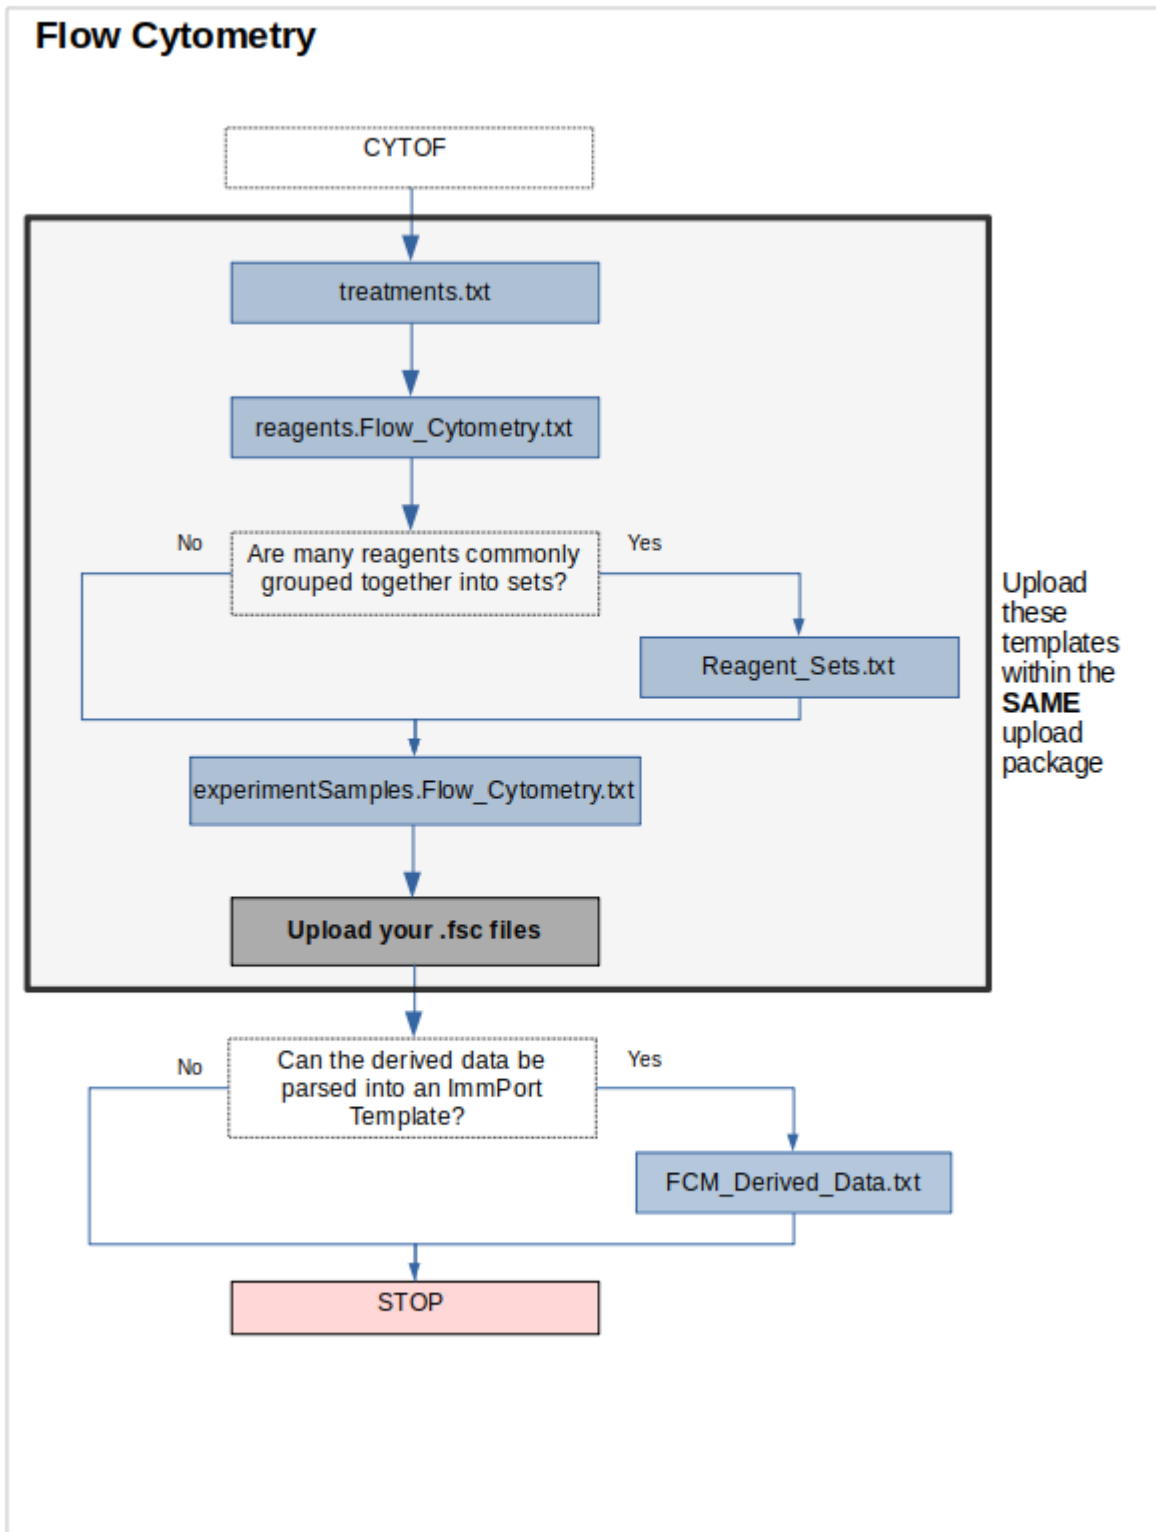 Flow Cytometry
CYTOF
treatments.txt
reagents.Flow_Cytometry.txt
No
Are many reagents commonly
grouped together into sets?
Yes
Reagent_Sets.txt
Upload
these
templates
within the
SAME
upload
package
experimentSamples.Flow_Cytometry.txt
Upload your .fsc files
No
Can the derived data be
parsed into an ImmPort
Template?
Yes
FCM_Derived_Data.txt
STOP